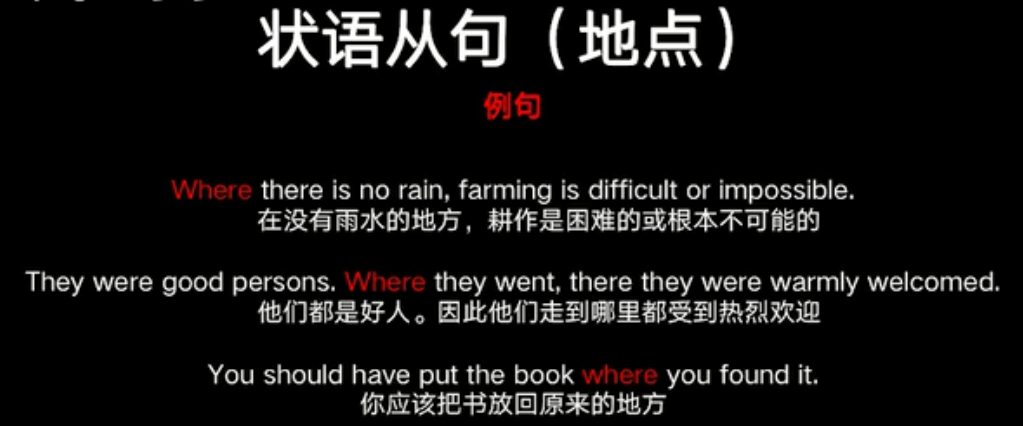 状语从句（地点）
例句
Where there is no rain, farming is difficult or impossible.
在没有雨水的地方，耕作是困难的或根本不可能的
They were good persons. Where they went, there they were warmly welcomed.
他们都是好人。因此他们走到哪里都受到热烈欢迎
You should have put the book where you found it.
你应该把书放回原来的地方